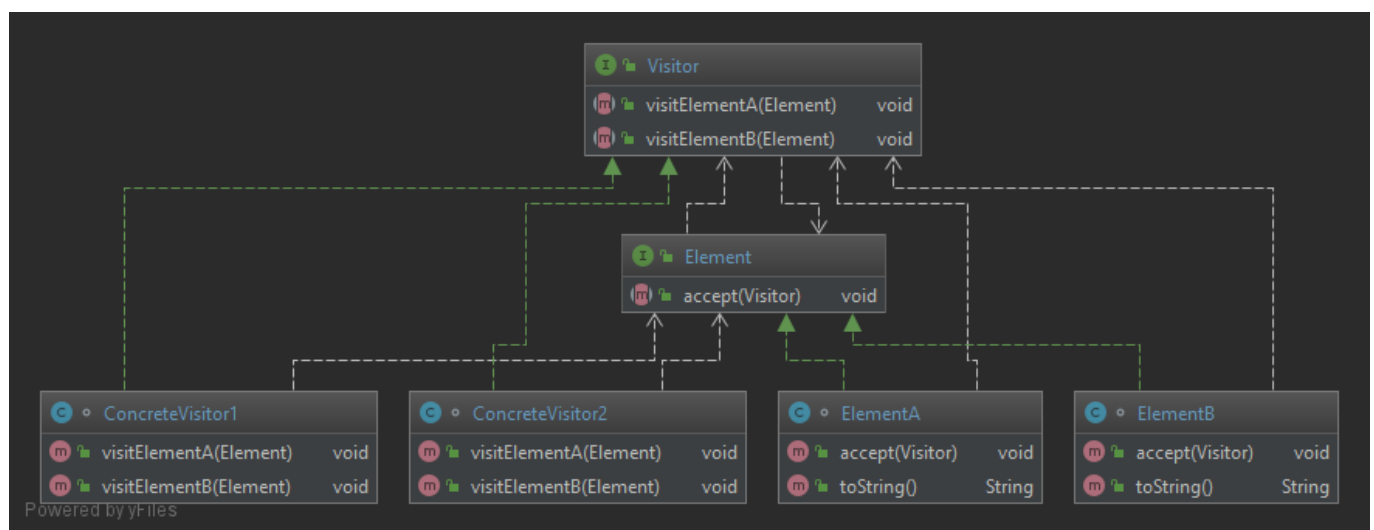 Visitor
visitElementA(Element) void
visitElementB(Element) void
Element
accept(Visitor) void
ConcreteVisitor1
visitElementA(Element) void
visitElementB(Element) void
ConcreteVisitor2
visitElementA(Element) void
visitElementB(Element) void
ElementA
accept(Visitor) void
toString() String
ElementB
accept(Visitor) void
toString() String
Powered by yFiles